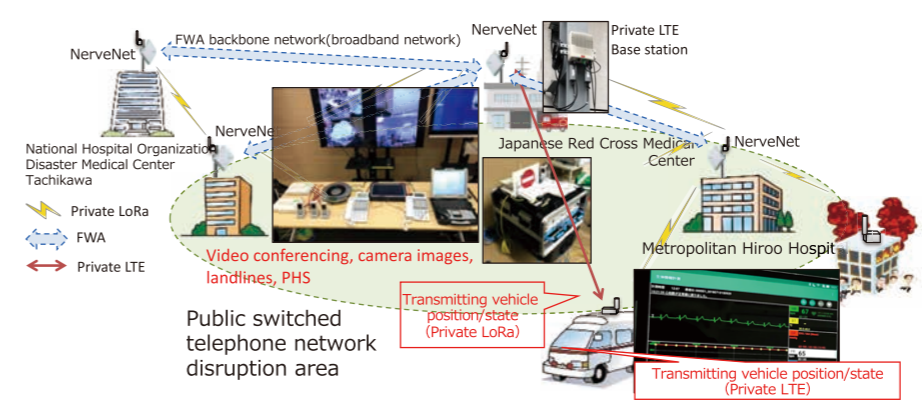 FWA backbone network(broadband network)
NerveNet
NerveNet
Private LTE
Base station
NerveNet
NerveNet
National Hospital Organization
Disaster Medical Center
Tachikawa
Japanese Red Cross Medical
Center
Private LoRa
FWA
Private LTE
Metropolitan Hiroo Hospit
Video conferencing, camera images,
landlines, PHS
Transmitting vehicle
position/state
(Private LoRa)
Public switched
telephone network
disruption area
65
Transmitting vehicle position/state
(Private LTE)